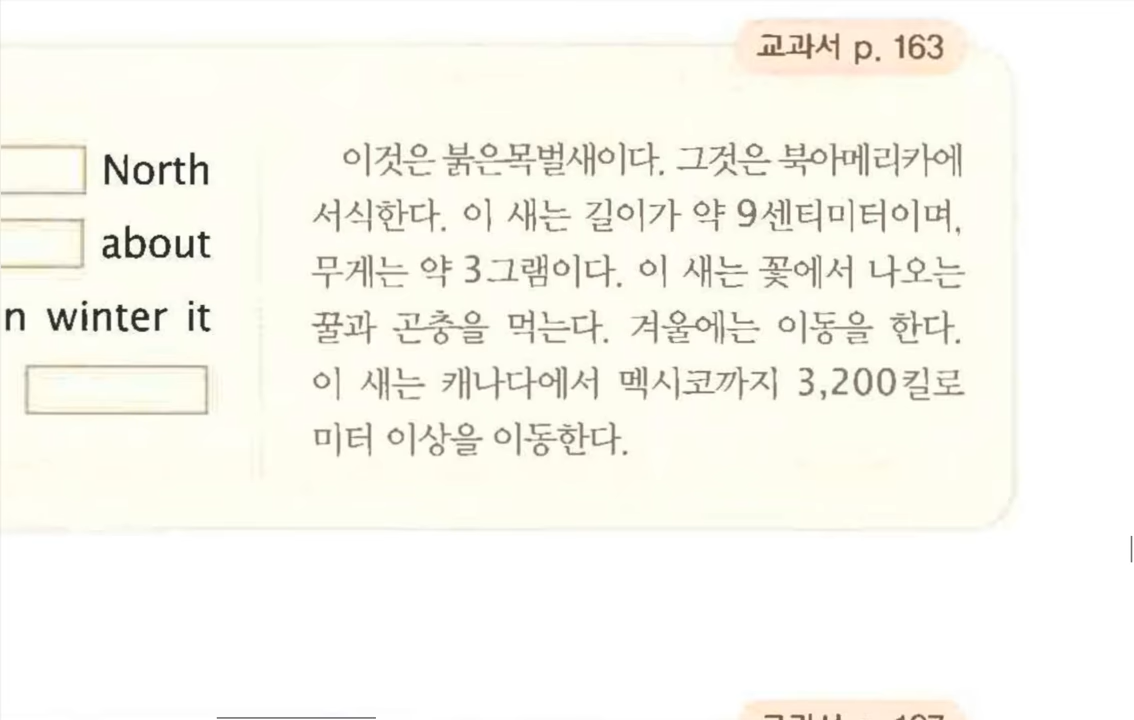 교과서 p. 163
North
about
n winter it
이것은 붉은목벌새이다. 그것은 북아메리카에
서식한다. 이 새는 길이가 약 9센티미터이며,
무게는 약 3그램이다. 이 새는 꽃에서 나오는
꿀과 곤충을 먹는다. 겨울에는 이동을 한다.
이 새는 캐나다에서 멕시코까지 3,200킬로
미터 이상을 이동한다.